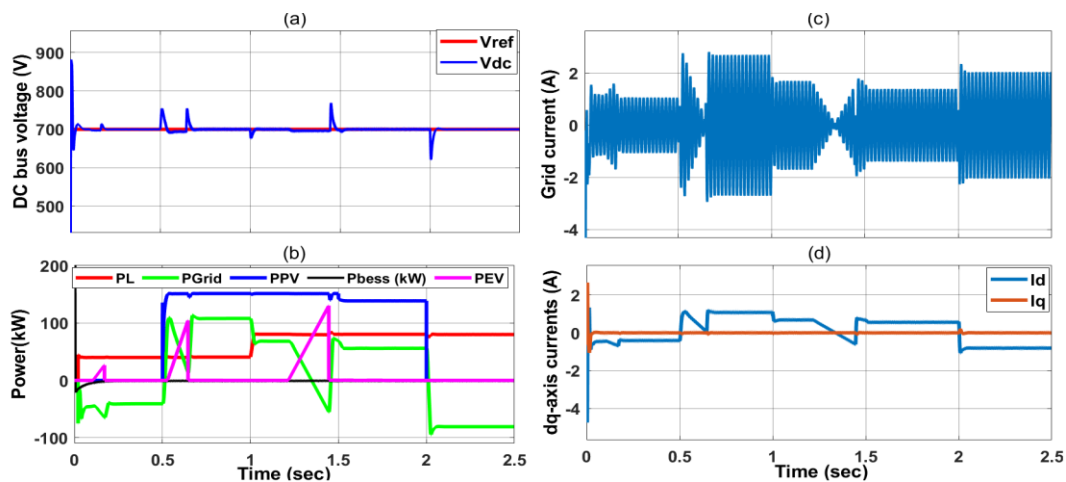 (a)
DC bus voltage (V)
900
800
700
600
500
Vref
Vdc
(b)
Power(kW)
200
100
0
-100
PL PGrid PPV Pbess (kW) PEV
0 0.5 1 1.5 2 2.5
Time (sec)
(c)
Grid current (A)
2
0
-2
-4
(d)
dq-axis currents (A)
2
0
-2
-4
Id
Iq
0 0.5 1 1.5 2 2.5
Time (sec)